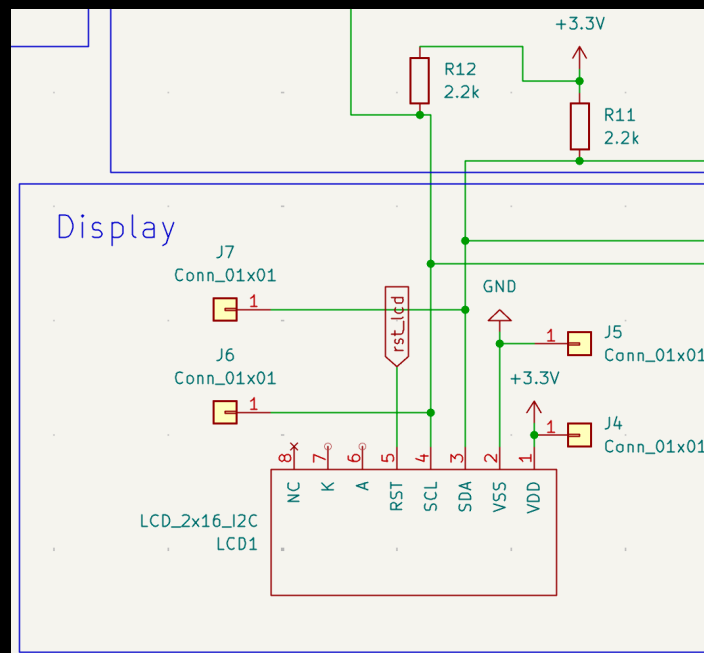 +3.3V
R12
2.2k
R11
2.2k
Display
J7
Conn_01x01
1
rst_lcd
GND
J5
Conn_01x01
1
J6
Conn_01x01
1
+3.3V
J4
Conn_01x01
1
8
7
6
5
4
3
2
1
NC
K
A
RST
SCL
SDA
VSS
VDD
LCD_2x16_I2C
LCD1